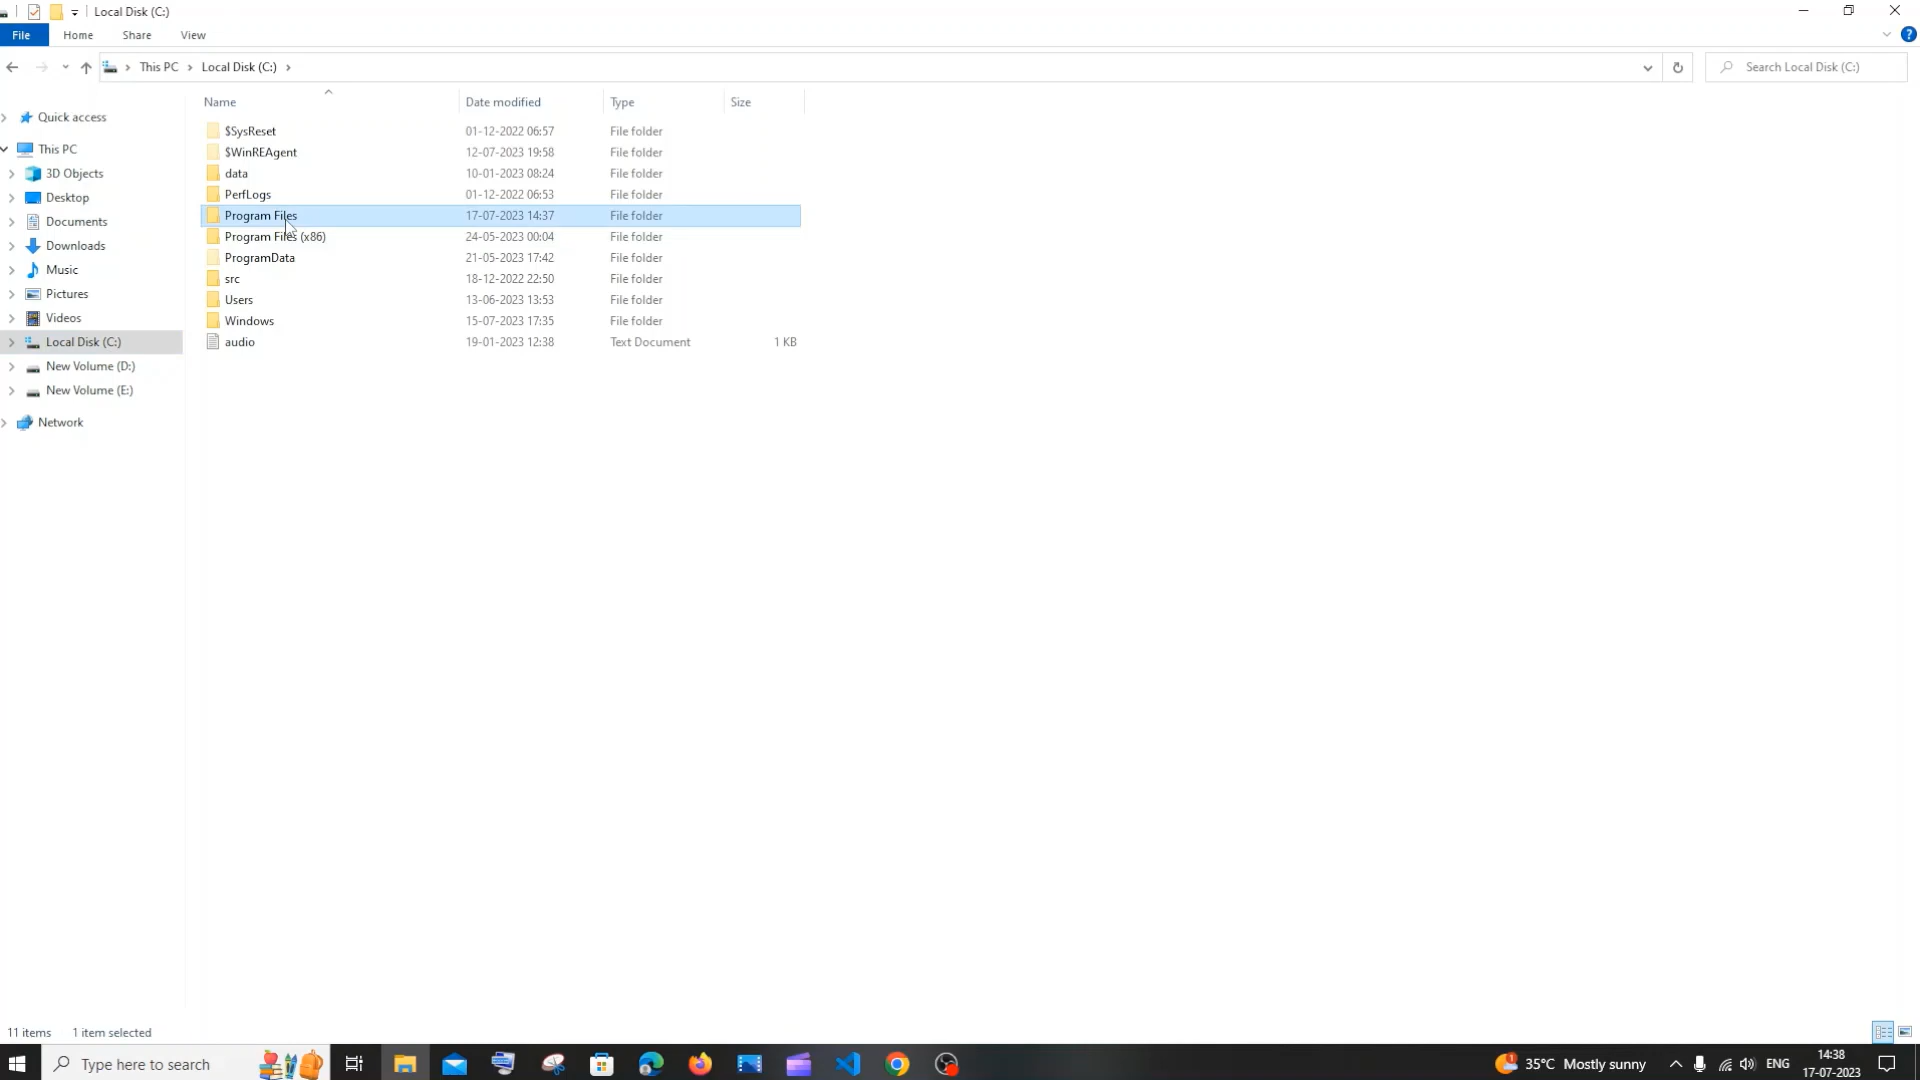 Local Disk (C:)
File Home Share View
This PC Local Disk (C:) Search Local Disk (C:)
Name Date modified Type Size
Quick access
This PC
3D Objects
Desktop
Documents
Downloads
Music
Pictures
Videos
Local Disk (C:)
New Volume (D:)
New Volume (E:)
Network
$SysReset 01-12-2022 06:57 File folder
$WinREAgent 12-07-2023 19:58 File folder
data 10-01-2023 08:24 File folder
PerfLogs 01-12-2022 06:53 File folder
Program Files 17-07-2023 14:37 File folder
Program Files (x86) 24-05-2023 00:04 File folder
ProgramData 21-05-2023 17:42 File folder
src 18-12-2022 22:50 File folder
Users 13-06-2023 13:53 File folder
Windows 15-07-2023 17:35 File folder
audio 19-01-2023 12:38 Text Document 1 KB
11 items 1 item selected
Type here to search
35°C Mostly sunny ENG 14:38
17-07-2023